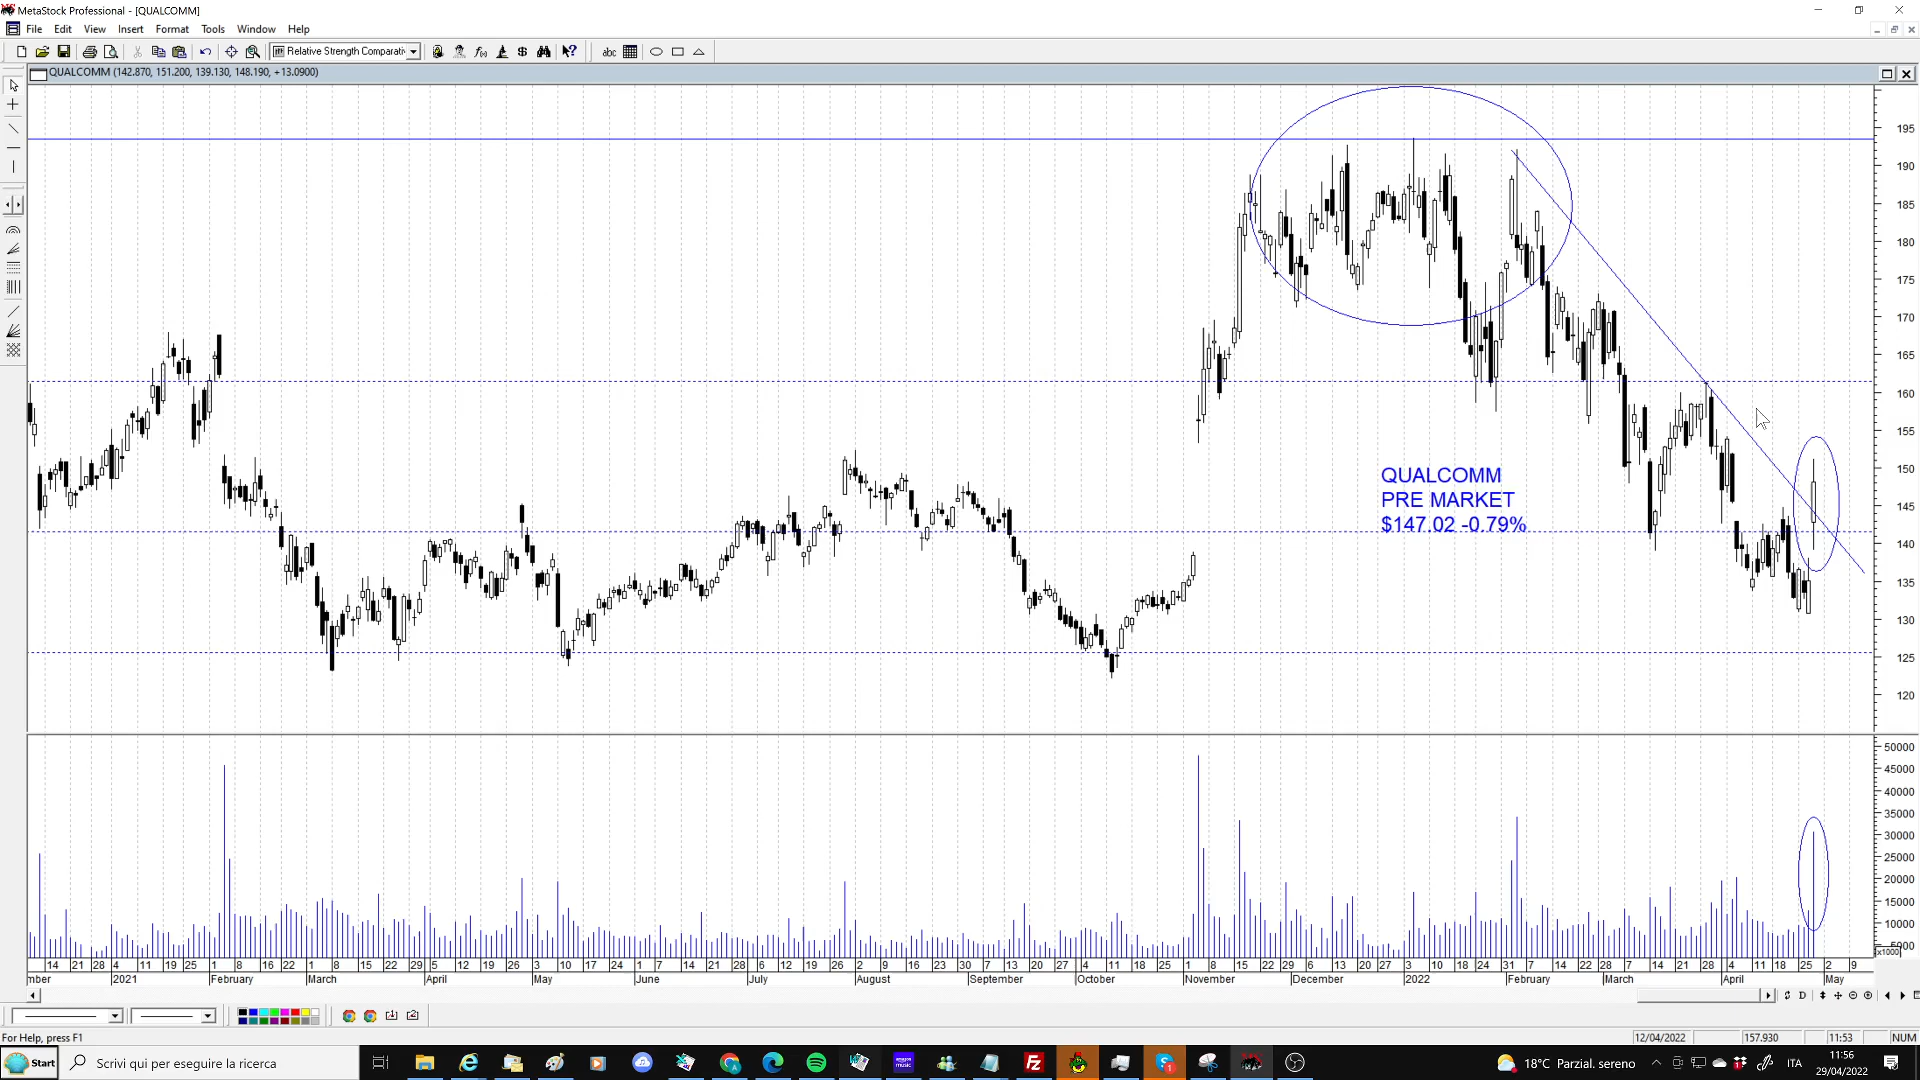 MetaStock Professional - [QUALCOMM]
File Edit View Insert Format Tools Window Help
Relative Strength Comparativ
abc
QUALCOMM (142.870, 151.200, 139.130, 148.190, +13.0900)
195
190
185
180
175
170
165
160
155
150
145
140
135
130
125
120
QUALCOMM
PRE MARKET
$147.02 -0.79%
50000
45000
40000
35000
30000
25000
20000
15000
10000
5000
x1000
14 21 28 4 11 19 25 1 8 16 22 1 8 15 22 29 5 12 19 26 3 10 17 24 1 7 14 21 28 6 12 19 26 2 9 16 23 30 7 13 20 27 4 11 18 25 1 8 15 22 29 6 13 20 27 3 10 18 24 31 7 14 22 28 7 14 21 28 4 11 18 25 2 9
mber 2021 February March April May June July August September October November December 2022 February March April May
For Help, press F1
12/04/2022 157.930 11:53 NUM
Start
Scrivi qui per eseguire la ricerca
18°C Parzial. sereno
ITA
11:56
29/04/2022